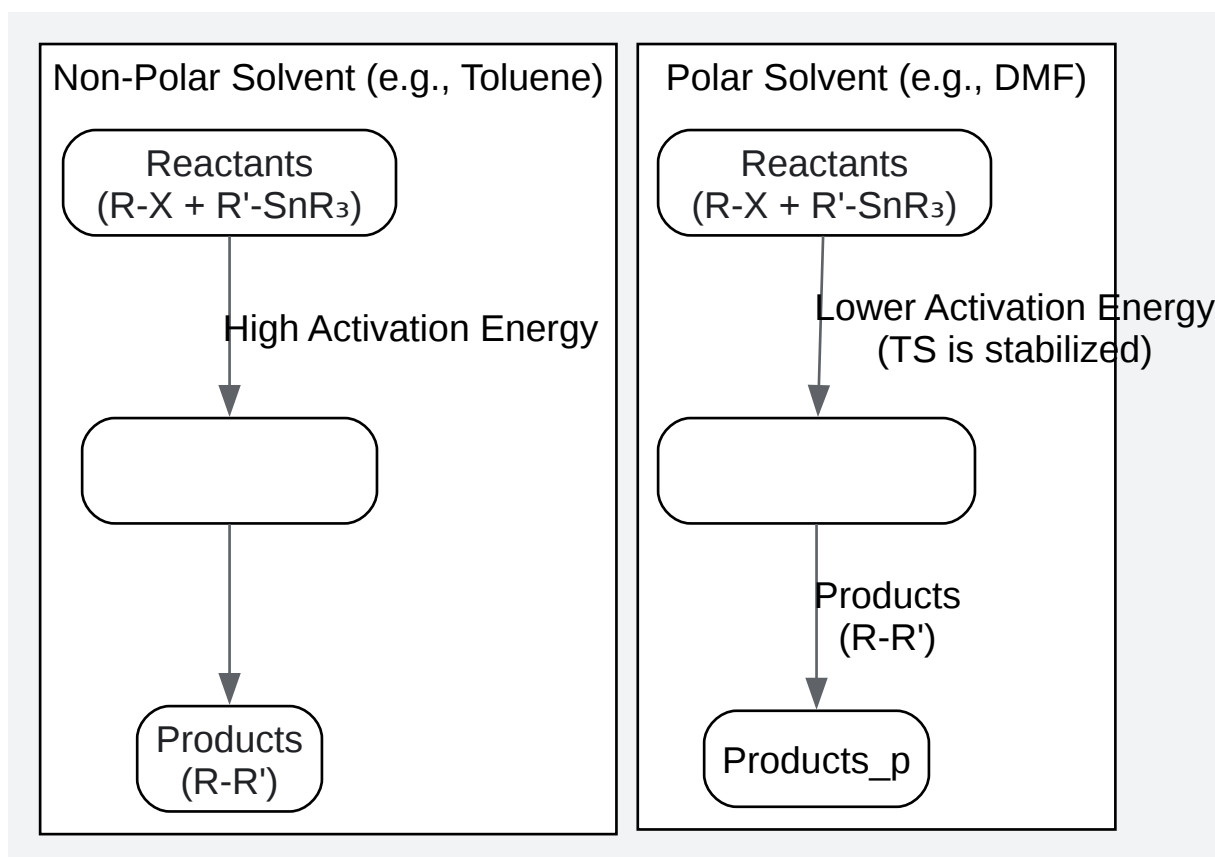 Non-Polar Solvent (e.g., Toluene)
Reactants
(R-X + R'-SnR₃)
High Activation Energy
Products
(R-R')
Polar Solvent (e.g., DMF)
Reactants
(R-X + R'-SnR₃)
Lower Activation Energy
(TS is stabilized)
Products
(R-R')
Products_p